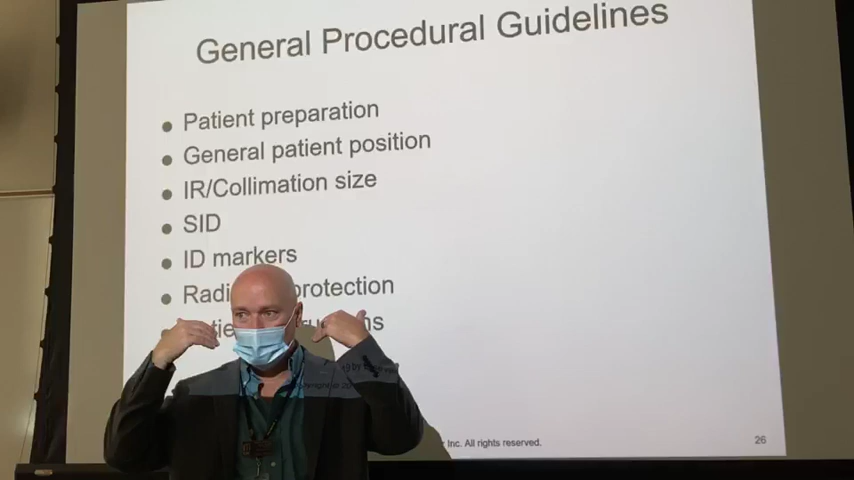 General Procedural Guidelines
• Patient preparation
• General patient position
• IR/Collimation size
• SID
• ID markers
• protection
Inc. All rights reserved.
26